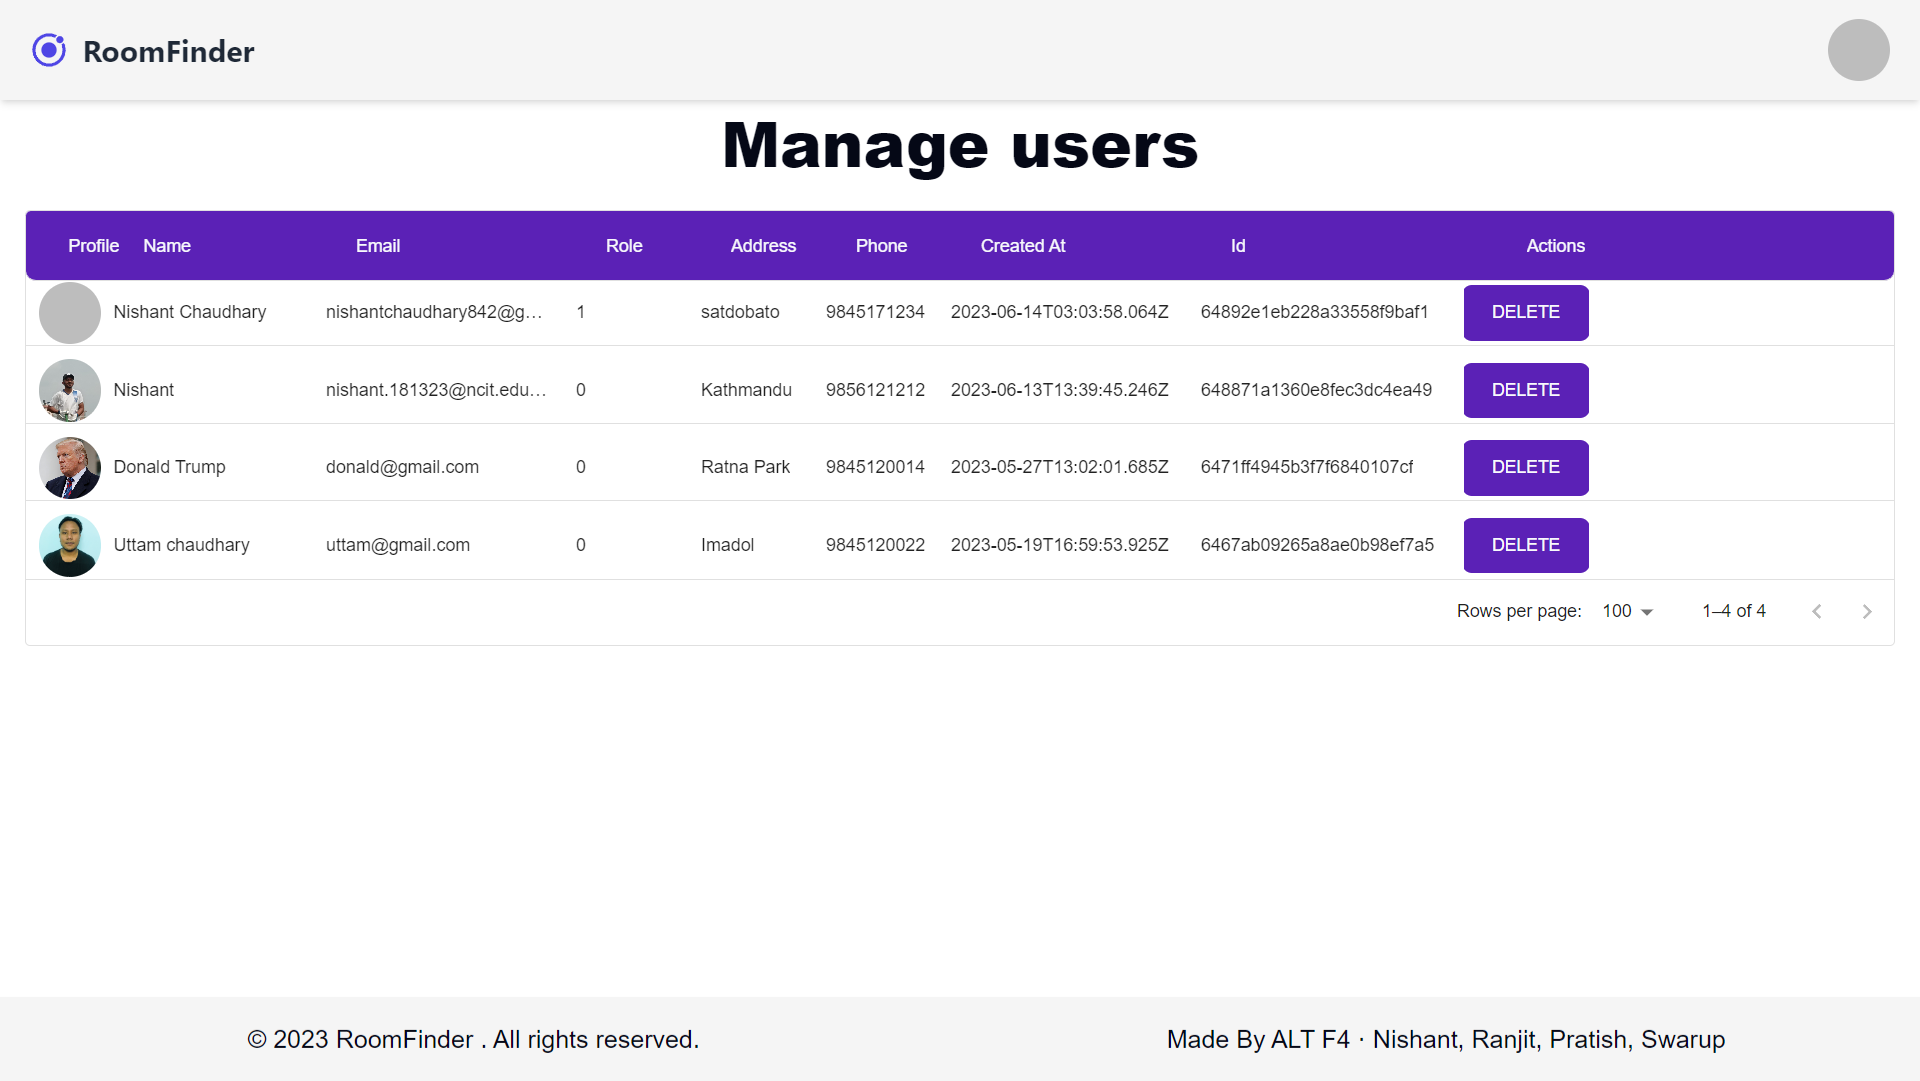 RoomFinder
Manage users
Profile Name Email Role Address Phone Created At Id Actions
Nishant Chaudhary nishantchaudhary842@g... 1 satdobato 9845171234 2023-06-14T03:03:58.064Z 64892e1eb228a33558f9baf1 DELETE
Nishant nishant.181323@ncit.edu... 0 Kathmandu 9856121212 2023-06-13T13:39:45.246Z 648871a1360e8fec3dc4ea49 DELETE
Donald Trump donald@gmail.com 0 Ratna Park 9845120014 2023-05-27T13:02:01.685Z 6471ff4945b3f7f6840107cf DELETE
Uttam chaudhary uttam@gmail.com 0 Imadol 9845120022 2023-05-19T16:59:53.925Z 6467ab09265a8ae0b98ef7a5 DELETE
Rows per page: 100 1–4 of 4
© 2023 RoomFinder . All rights reserved. Made By ALT F4 · Nishant, Ranjit, Pratish, Swarup